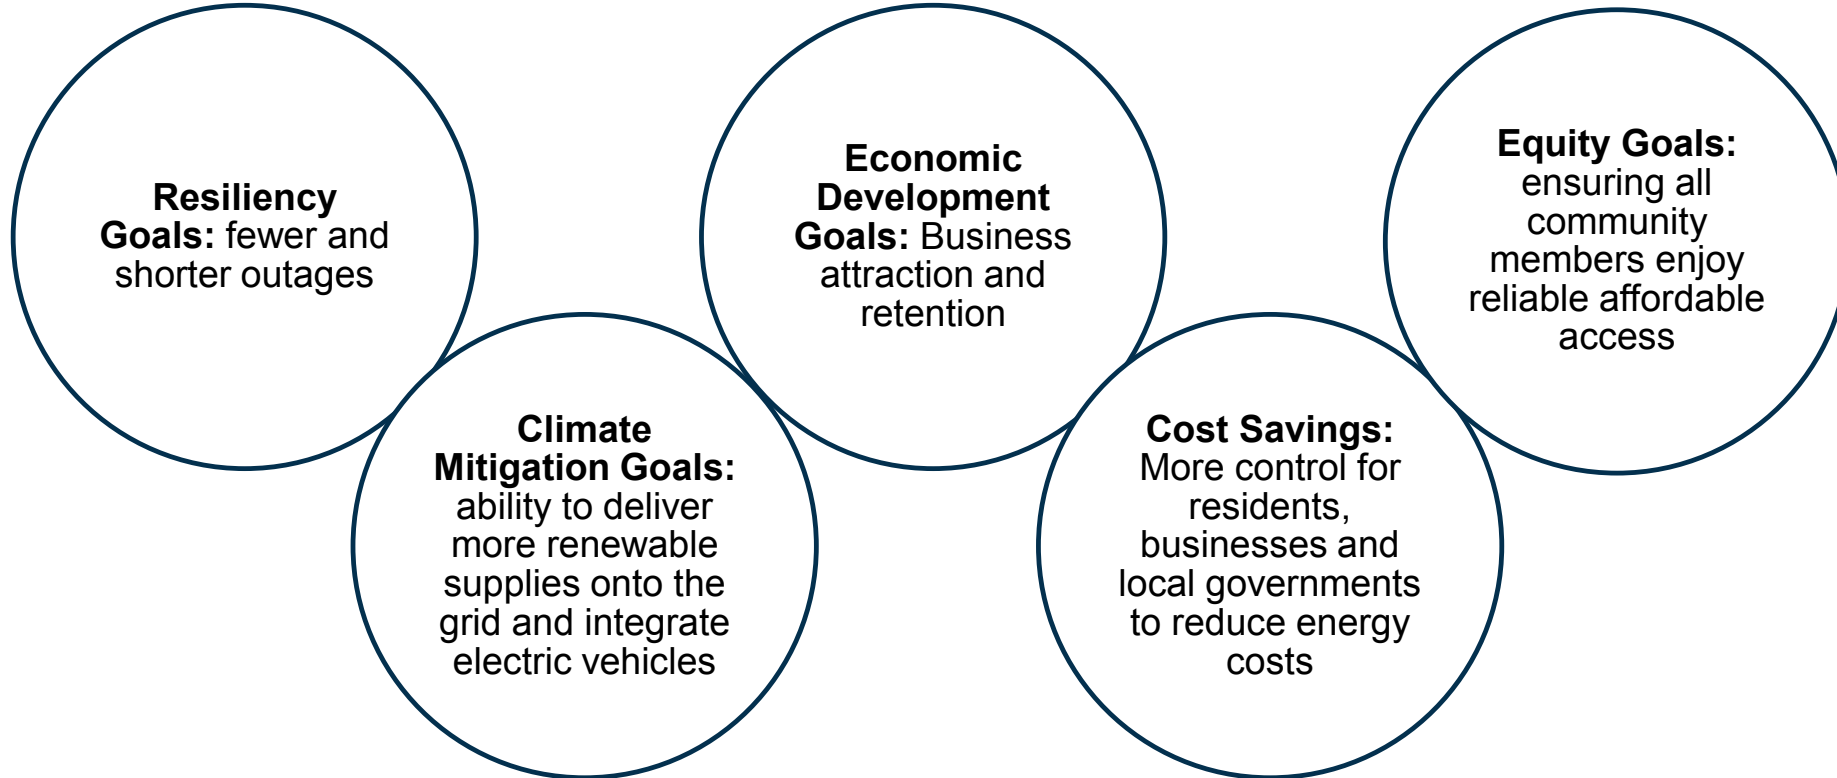 Resiliency
Goals: fewer and
shorter outages
Climate
Mitigation Goals:
ability to deliver
more renewable
supplies onto the
grid and integrate
electric vehicles
Economic
Development
Goals: Business
attraction and
retention
Cost Savings:
More control for
residents,
businesses and
local governments
to reduce energy
costs
Equity Goals:
ensuring all
community
members enjoy
reliable affordable
access